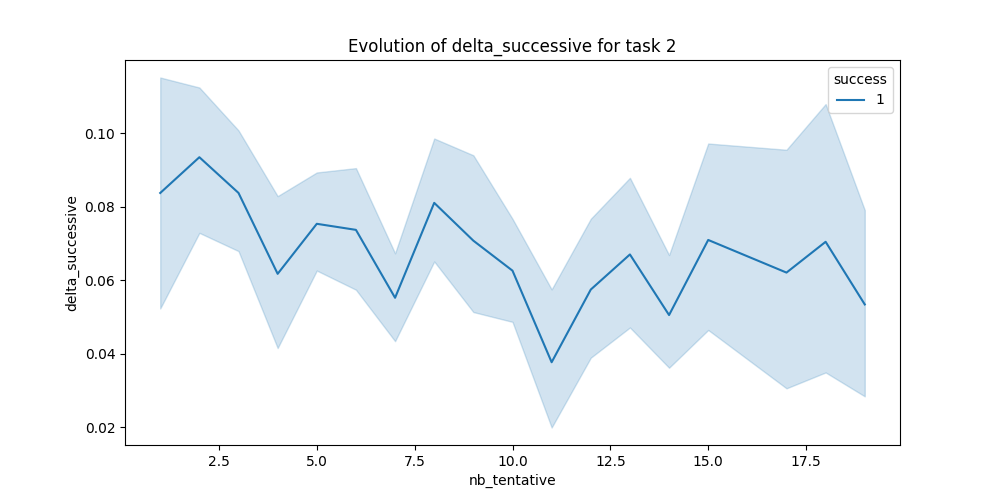 Evolution of delta_successive for task 2
success
1
0.10
0.08
0.06
0.04
0.02
delta_successive
2.5 5.0 7.5 10.0 12.5 15.0 17.5
nb_tentative